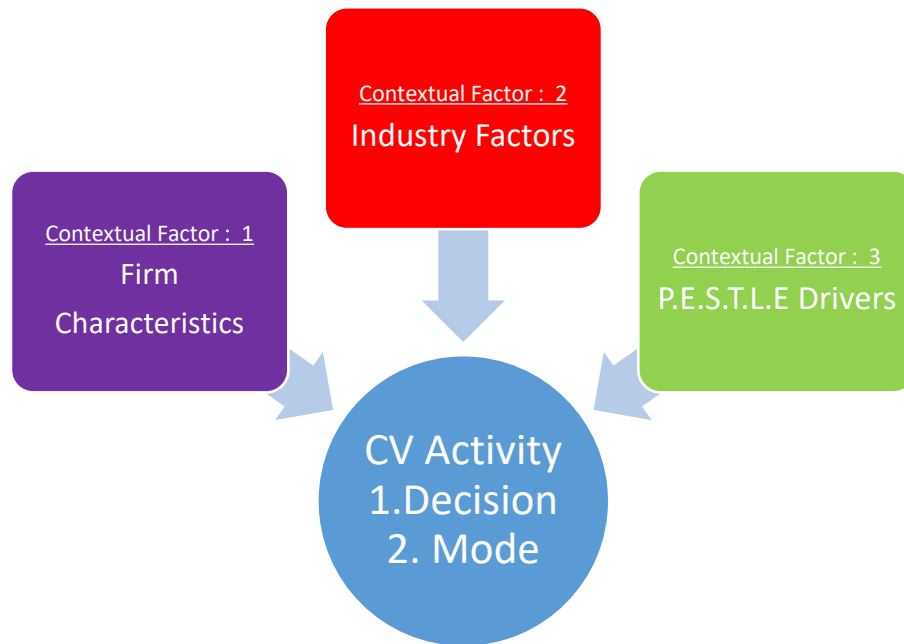 Contextual Factor :  1
Firm
Characteristics
Contextual Factor :  2
Industry Factors
Contextual Factor :  3
P.E.S.T.L.E Drivers
CV Activity
1.Decision
2. Mode